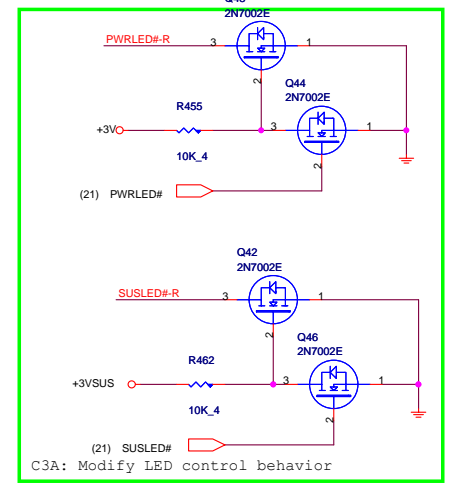 2N7002E
PWRLED#-R
3
1
2
Q44
2N7002E
R455
+3V
3
1
10K_4
2
(21) PWRLED#
Q42
2N7002E
SUSLED#-R
3
1
2
Q46
2N7002E
R462
+3VSUS
3
1
10K_4
2
(21) SUSLED#
C3A: Modify LED control behavior